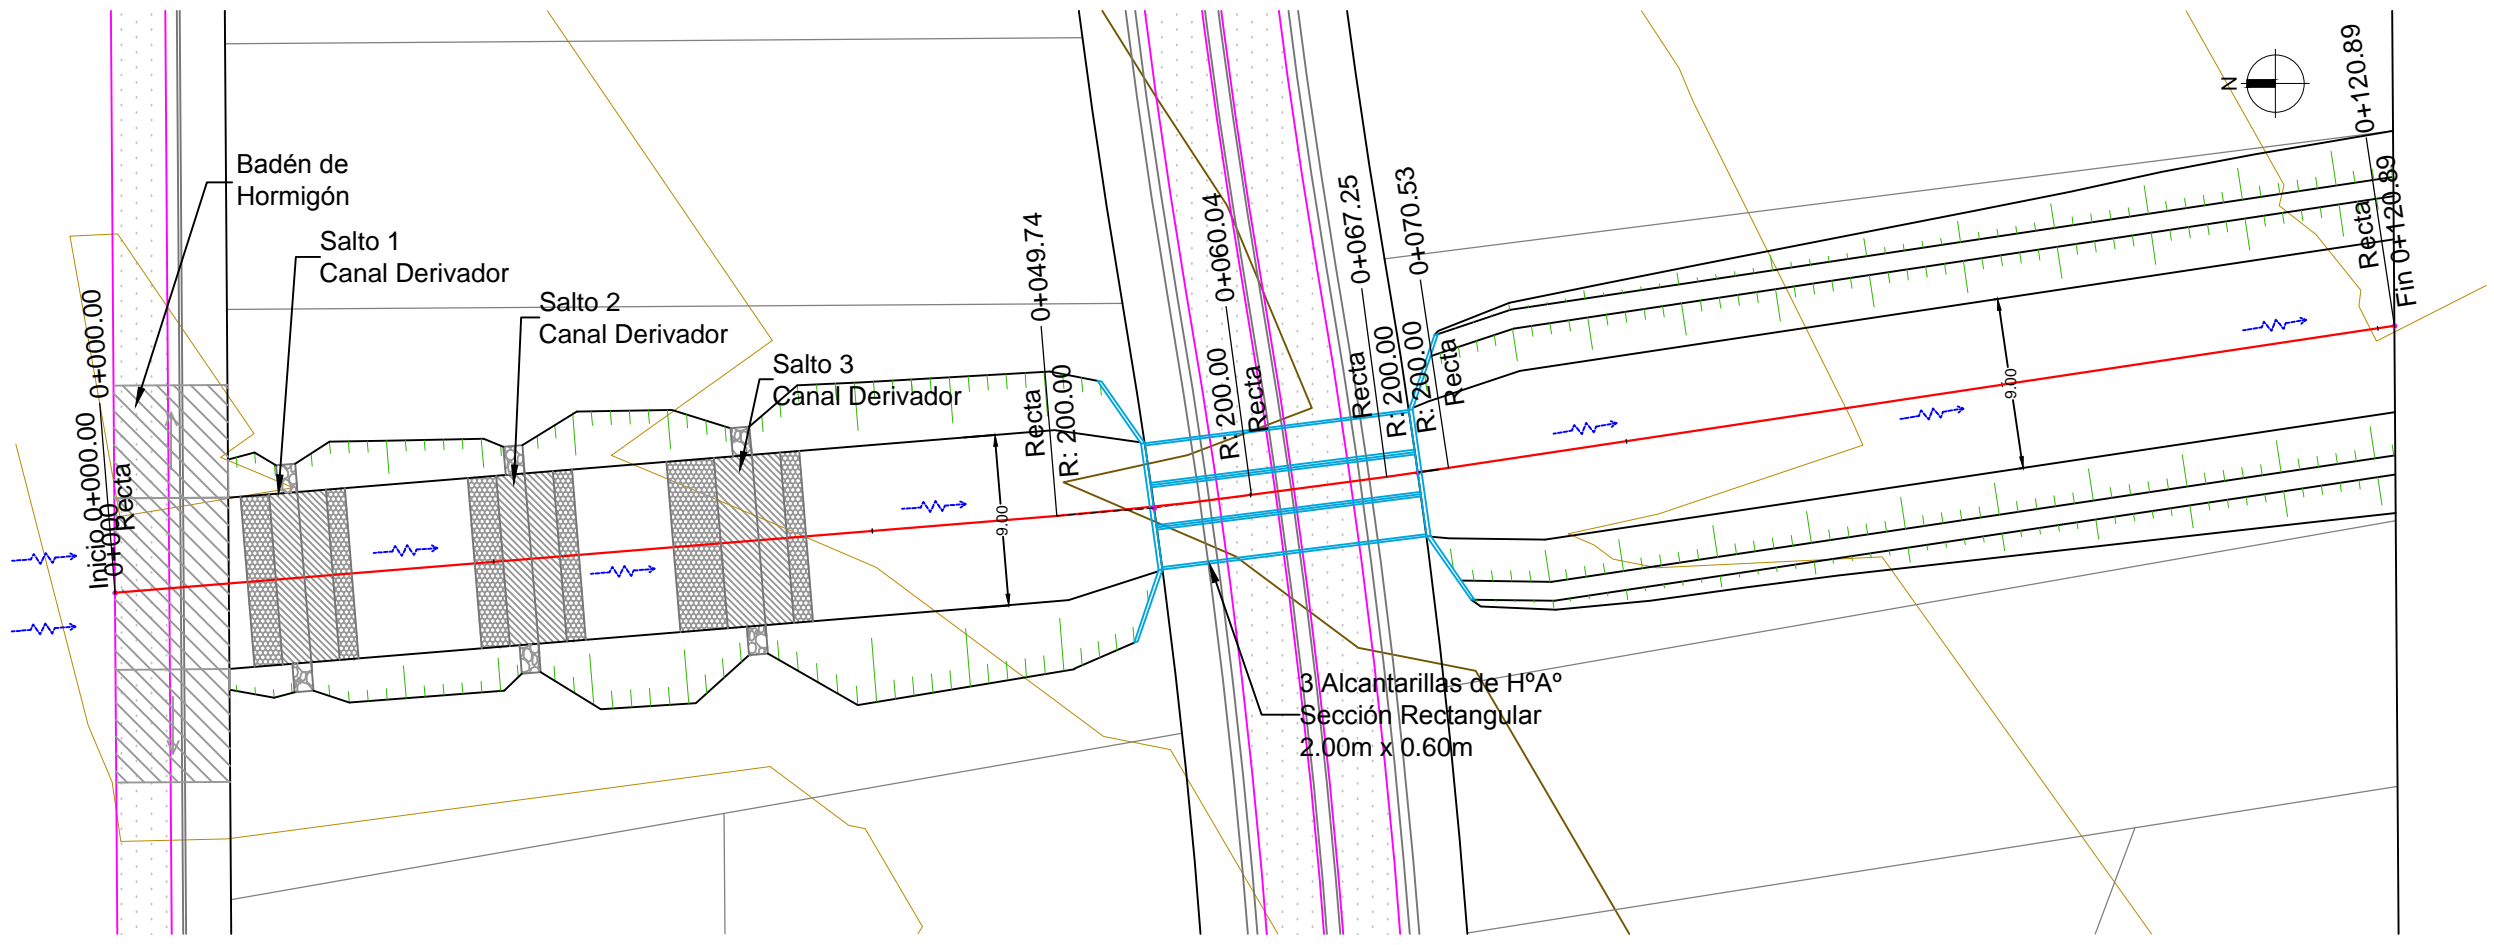 N
0+120.89
Recta
Fin 0+120.89
Badén de
Hormigón
Salto 1
Canal Derivador
Salto 2
Canal Derivador
Salto 3
Canal Derivador
0+000.00
Inicio 0+000.00
0+000
Recta
0+049.74
Recta
R: 200.00
0+060.04
R: 200.00
Recta
0+067.25
Recta
R: 200.00
0+070.53
R: 200.00
Recta
9.00
9.00
3 Alcantarillas de HºAº
Sección Rectangular
2.00m x 0.60m